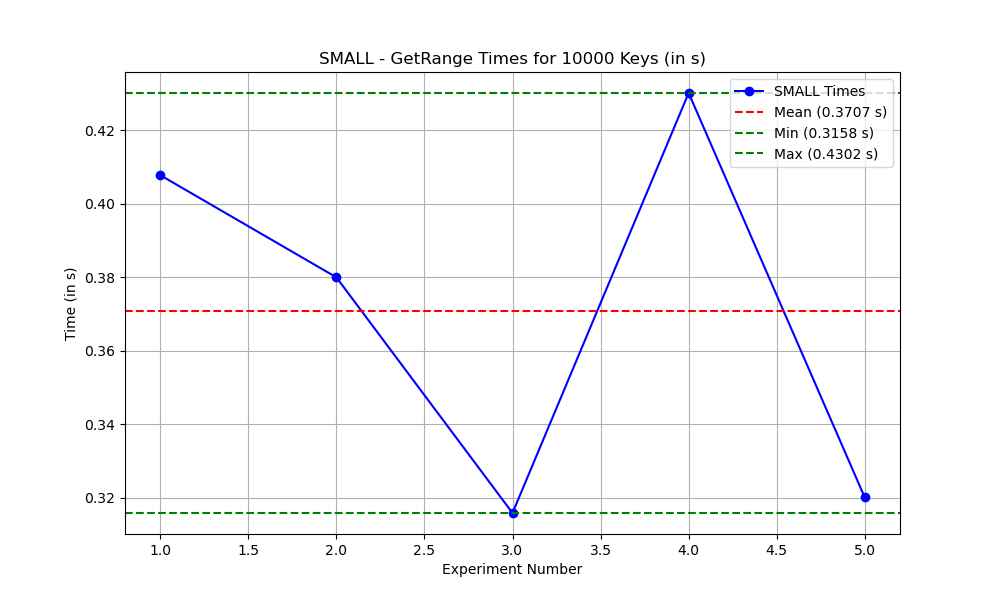 SMALL - GetRange Times for 10000 Keys (in s)
SMALL Times
Mean (0.3707 s)
Min (0.3158 s)
Max (0.4302 s)
Time (in s)
0.42
0.40
0.38
0.36
0.34
0.32
1.0 1.5 2.0 2.5 3.0 3.5 4.0 4.5 5.0
Experiment Number